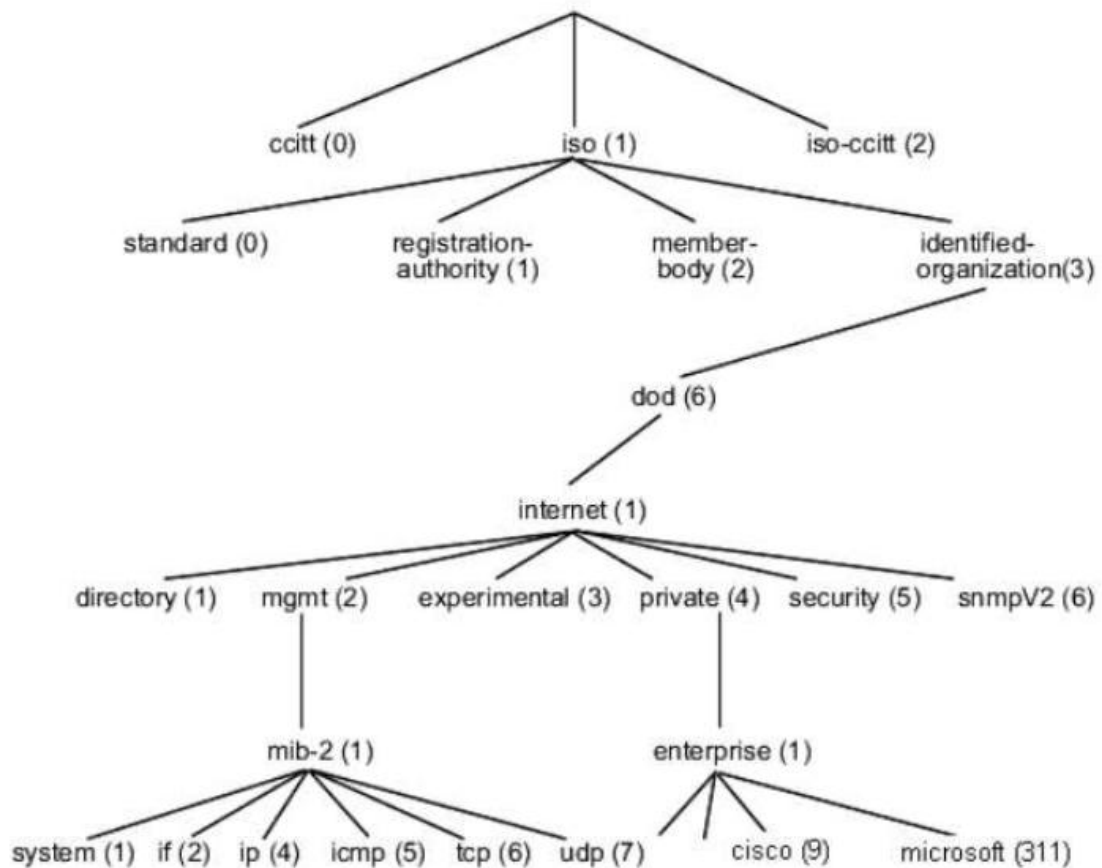 ccitt (0) iso (1) iso-ccitt (2)
standard (0) registration- member- identified-
authority (1) body (2) organization(3)
dod (6)
internet (1)
directory (1) mgmt (2) experimental (3) private (4) security (5) snmpV2 (6)
mib-2 (1) enterprise (1)
system (1) if (2) ip (4) icmp (5) tcp (6) udp (7) cisco (9) microsoft (311)